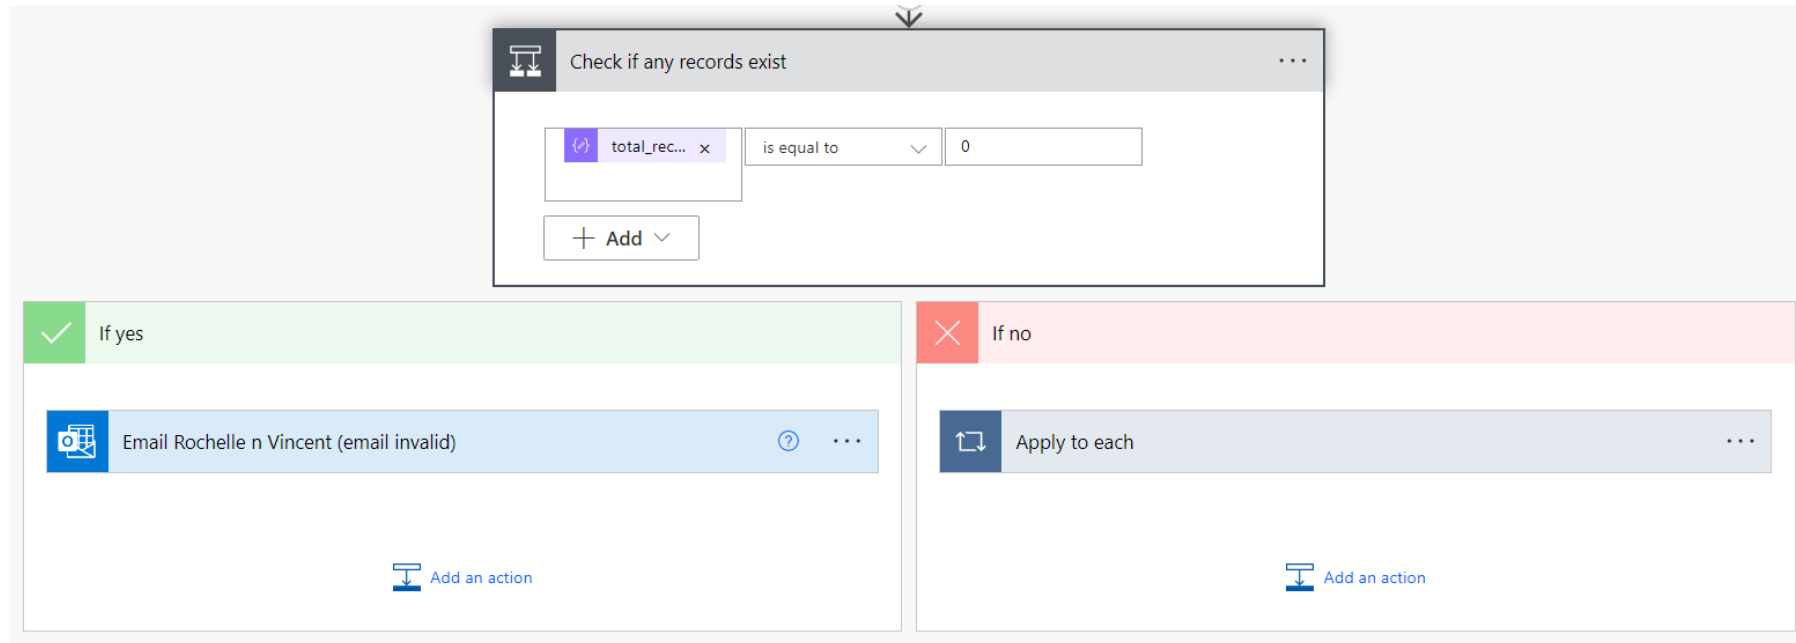 Check if any records exist
total_rec... is equal to 0
Add
If yes
If no
Email Rochelle n Vincent (email invalid)
Apply to each
Add an action
Add an action